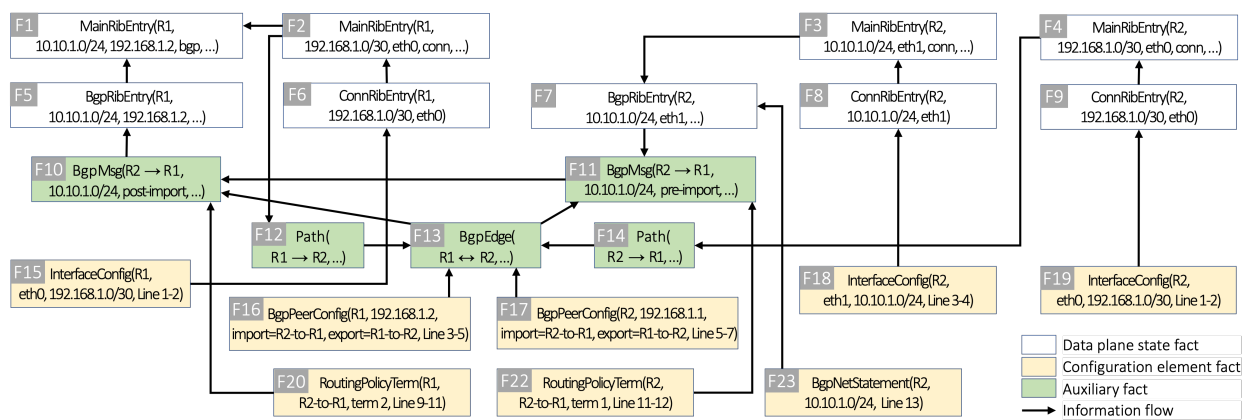 F1 MainRibEntry(R1,
10.10.1.0/24, 192.168.1.2, bgp, ...)
F2 MainRibEntry(R1,
192.168.1.0/30, eth0, conn, ...)
F3 MainRibEntry(R2,
10.10.1.0/24, eth1, conn, ...)
F4 MainRibEntry(R2,
192.168.1.0/30, eth0, conn, ...)
F5 BgpRibEntry(R1,
10.10.1.0/24, 192.168.1.2, ...)
F6 ConnRibEntry(R1,
192.168.1.0/30, eth0)
F7 BgpRibEntry(R2,
10.10.1.0/24, eth1, ...)
F8 ConnRibEntry(R2,
10.10.1.0/24, eth1)
F9 ConnRibEntry(R2,
192.168.1.0/30, eth0)
F10 BgpMsg(R2 → R1,
10.10.1.0/24, post-import, ...)
F11 BgpMsg(R2 → R1,
10.10.1.0/24, pre-import, ...)
F12 Path(
R1 → R2, ...)
F13 BgpEdge(
R1 ↔ R2, ...)
F14 Path(
R2 → R1, ...)
F15 InterfaceConfig(R1,
eth0, 192.168.1.0/30, Line 1-2)
F16 BgpPeerConfig(R1, 192.168.1.2,
import=R2-to-R1, export=R1-to-R2, Line 3-5)
F17 BgpPeerConfig(R2, 192.168.1.1,
import=R2-to-R1, export=R1-to-R2, Line 5-7)
F18 InterfaceConfig(R2,
eth1, 10.10.1.0/24, Line 3-4)
F19 InterfaceConfig(R2,
eth0, 192.168.1.0/30, Line 1-2)
F20 RoutingPolicyTerm(R1,
R2-to-R1, term 2, Line 9-11)
F22 RoutingPolicyTerm(R2,
R2-to-R1, term 1, Line 11-12)
F23 BgpNetStatement(R2,
10.10.1.0/24, Line 13)
Data plane state fact
Configuration element fact
Auxiliary fact
Information flow